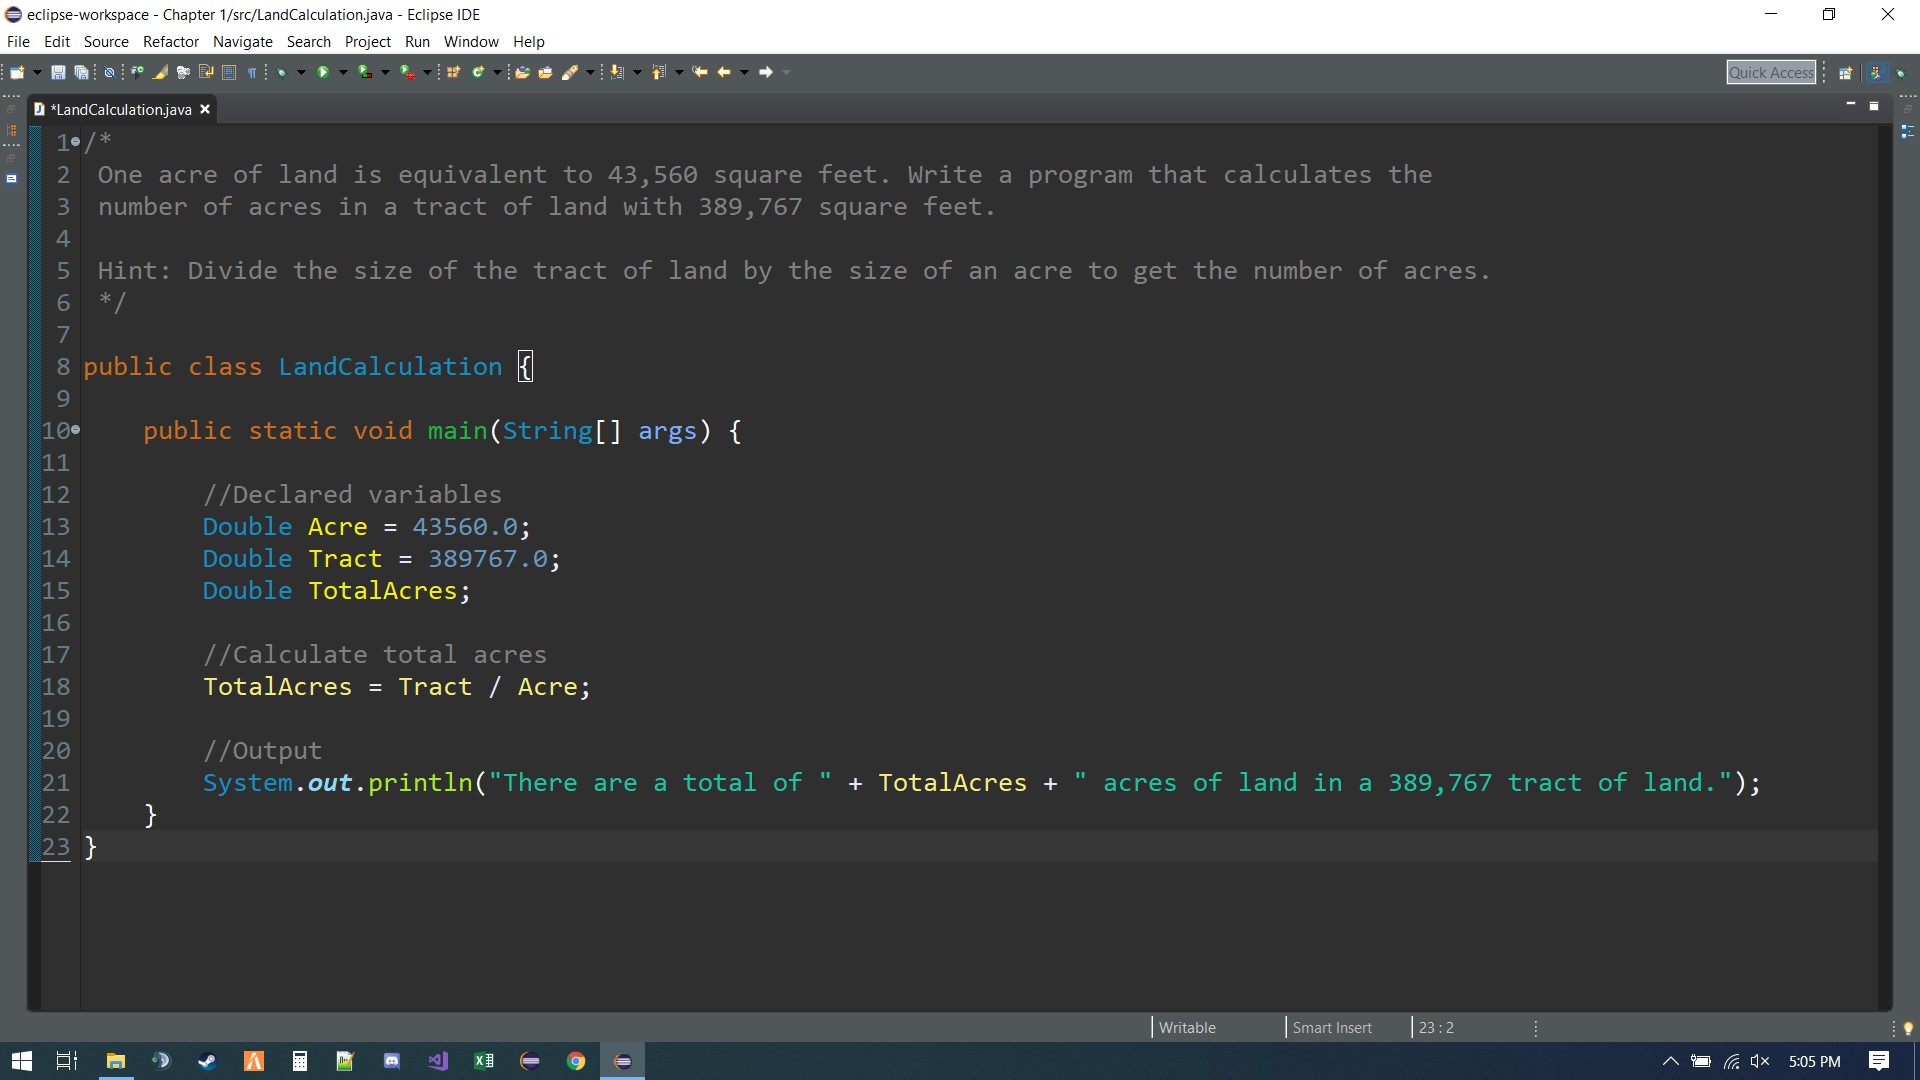 eclipse-workspace - Chapter 1/src/LandCalculation.java - Eclipse IDE
File Edit Source Refactor Navigate Search Project Run Window Help
Quick Access
*LandCalculation.java
1 /*
2 One acre of land is equivalent to 43,560 square feet. Write a program that calculates the
3 number of acres in a tract of land with 389,767 square feet.
4
5 Hint: Divide the size of the tract of land by the size of an acre to get the number of acres.
6 */
7
8 public class LandCalculation {
9
10 public static void main(String[] args) {
11
12 //Declared variables
13 Double Acre = 43560.0;
14 Double Tract = 389767.0;
15 Double TotalAcres;
16
17 //Calculate total acres
18 TotalAcres = Tract / Acre;
19
20 //Output
21 System.out.println("There are a total of " + TotalAcres + " acres of land in a 389,767 tract of land.");
22 }
23 }
Writable Smart Insert 23 : 2
5:05 PM